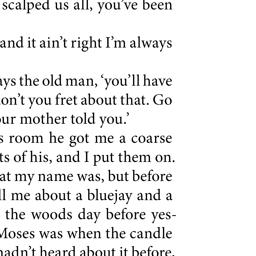 scalped us all, you've been
and it ain't right I'm always
ays the old man, 'you'll have
on't you fret about that. Go
our mother told you.'
s room he got me a coarse
ts of his, and I put them on.
at my name was, but before
ll me about a bluejay and a
the woods day before yes-
Moses was when the candle
hadn't heard about it before,